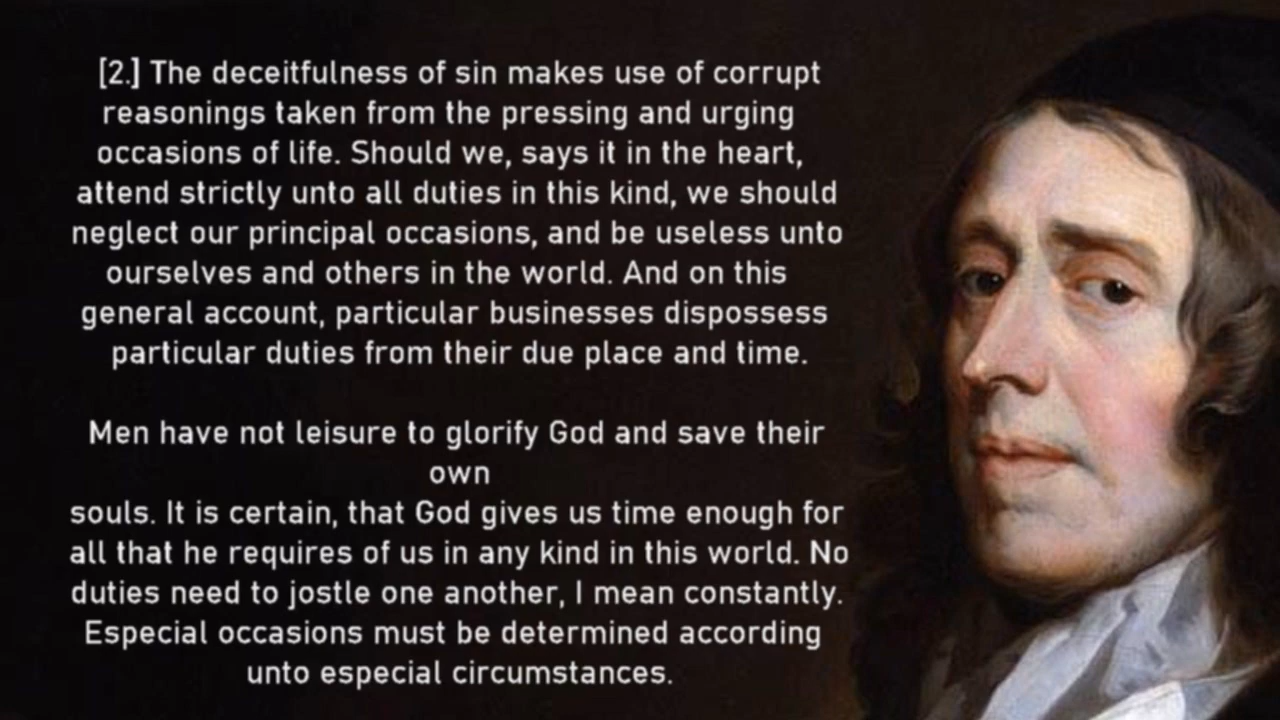 [2.] The deceitfulness of sin makes use of corrupt
reasonings taken from the pressing and urging
occasions of life. Should we, says it in the heart,
attend strictly unto all duties in this kind, we should
neglect our principal occasions, and be useless unto
ourselves and others in the world. And on this
general account, particular businesses dispossess
particular duties from their due place and time.
Men have not leisure to glorify God and save their
own
souls. It is certain, that God gives us time enough for
all that he requires of us in any kind in this world. No
duties need to jostle one another, I mean constantly.
Especial occasions must be determined according
unto especial circumstances.